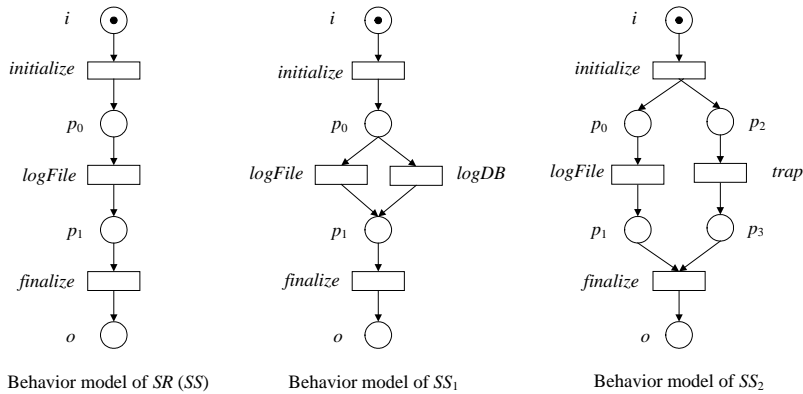 i
initialize
p0
logFile
p1
finalize
o
Behavior model of SR (SS)
i
initialize
p0
logFile
logDB
p1
finalize
o
Behavior model of SS1
i
initialize
p0
p2
logFile
trap
p1
p3
finalize
o
Behavior model of SS2